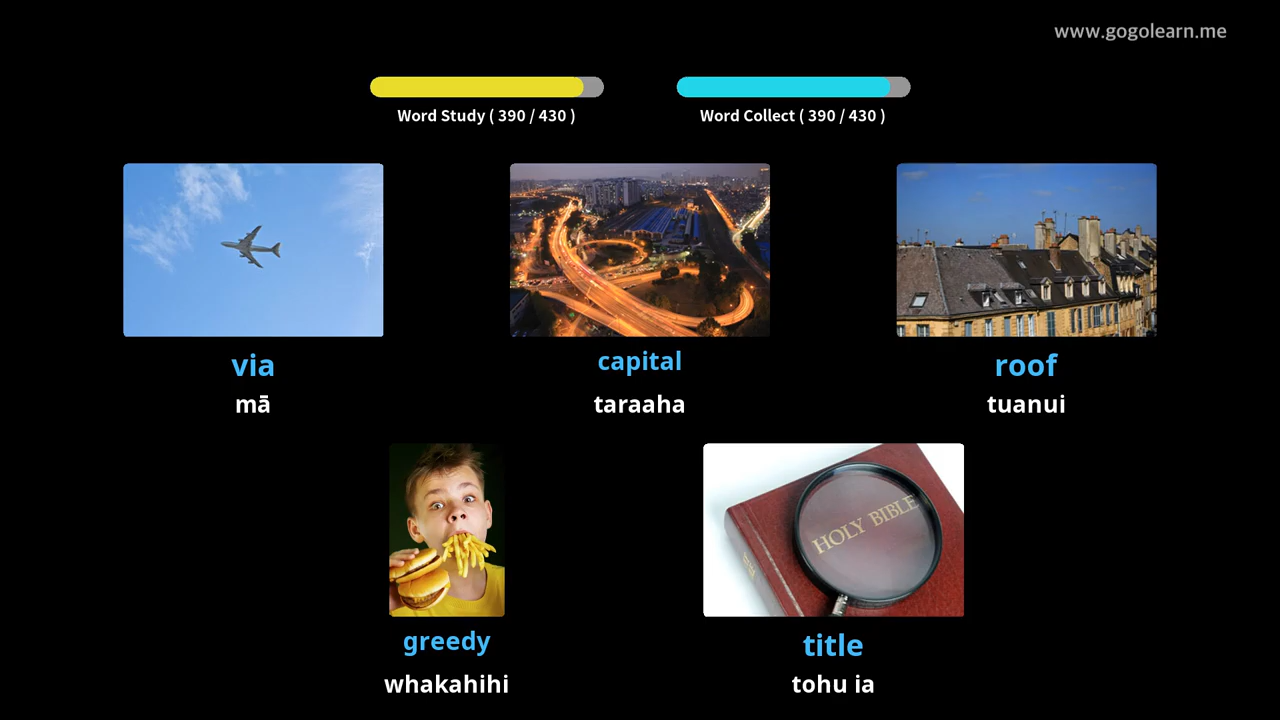 www.gogolearn.me
Word Study ( 390 / 430 )
Word Collect ( 390 / 430 )
via
mā
capital
taraaha
roof
tuanui
HOLY BIBLE
greedy
whakahihi
title
tohu ia